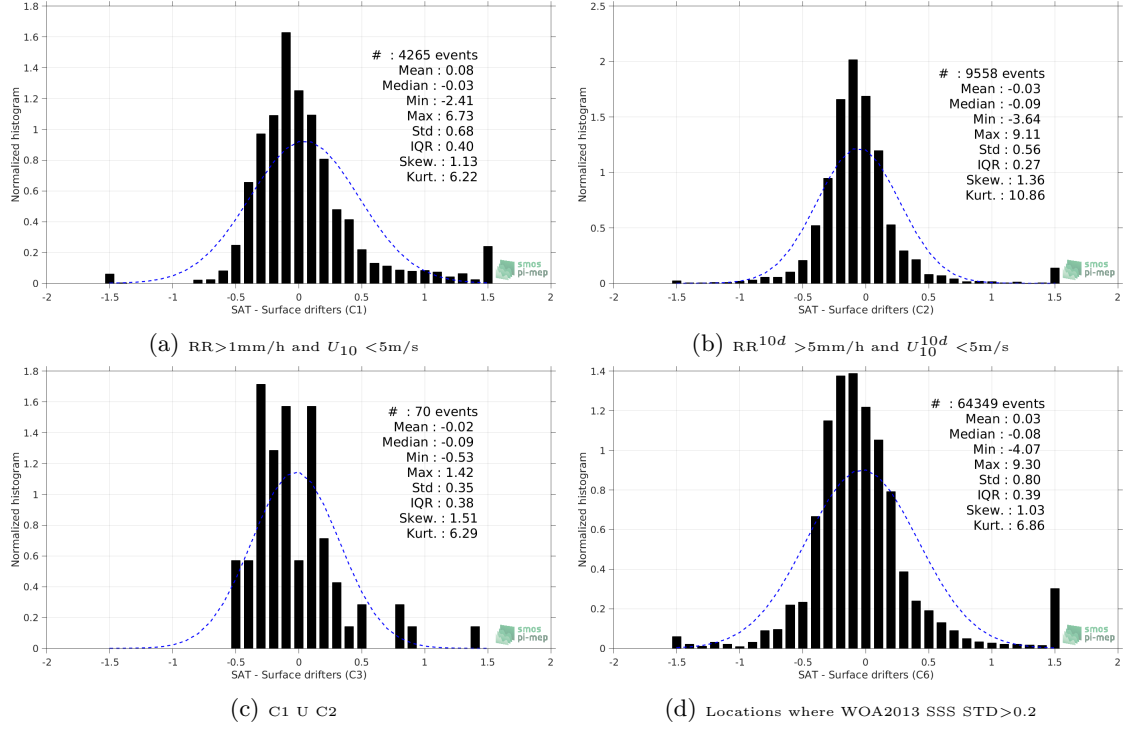 Normalized histogram
1.8
1.6
1.4
1.2
1
0.8
0.6
0.4
0.2
0
-2
-1.5
-1
-0.5
0
0.5
1
1.5
2
# : 4265 events
Mean : 0.08
Median : -0.03
Min : -2.41
Max : 6.73
Std : 0.68
IQR : 0.40
Skew. : 1.13
Kurt. : 6.22
smos
pi-mep
SAT - Surface drifters (C1)
(a) RR>1mm/h and U10 <5m/s
Normalized histogram
2.5
2
1.5
1
0.5
0
-2
-1.5
-1
-0.5
0
0.5
1
1.5
2
# : 9558 events
Mean : -0.03
Median : -0.09
Min : -3.64
Max : 9.11
Std : 0.56
IQR : 0.27
Skew. : 1.36
Kurt. : 10.86
smos
pi-mep
SAT - Surface drifters (C2)
(b) RR10d >5mm/h and U10 10d <5m/s
Normalized histogram
1.8
1.6
1.4
1.2
1
0.8
0.6
0.4
0.2
0
-2
-1
-0.5
0
0.5
1
1.5
2
# : 70 events
Mean : -0.02
Median : -0.09
Min : -0.53
Max : 1.42
Std : 0.35
IQR : 0.38
Skew. : 1.51
Kurt. : 6.29
smos
pi-mep
SAT - Surface drifters (C3)
(c) C1 U C2
Normalized histogram
1.4
1.2
1
0.8
0.6
0.4
0.2
0
-2
-1.5
-1
-0.5
0
0.5
1
1.5
2
# : 64349 events
Mean : 0.03
Median : -0.08
Min : -4.07
Max : 9.30
Std : 0.80
IQR : 0.39
Skew. : 1.03
Kurt. : 6.86
smos
pi-mep
SAT - Surface drifters (C6)
(d) Locations where WOA2013 SSS STD>0.2